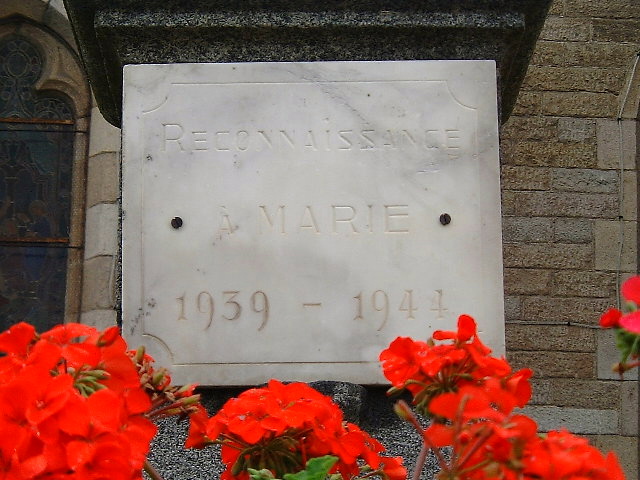 RECONNAISSANCE
À MARIE
1939 - 1944